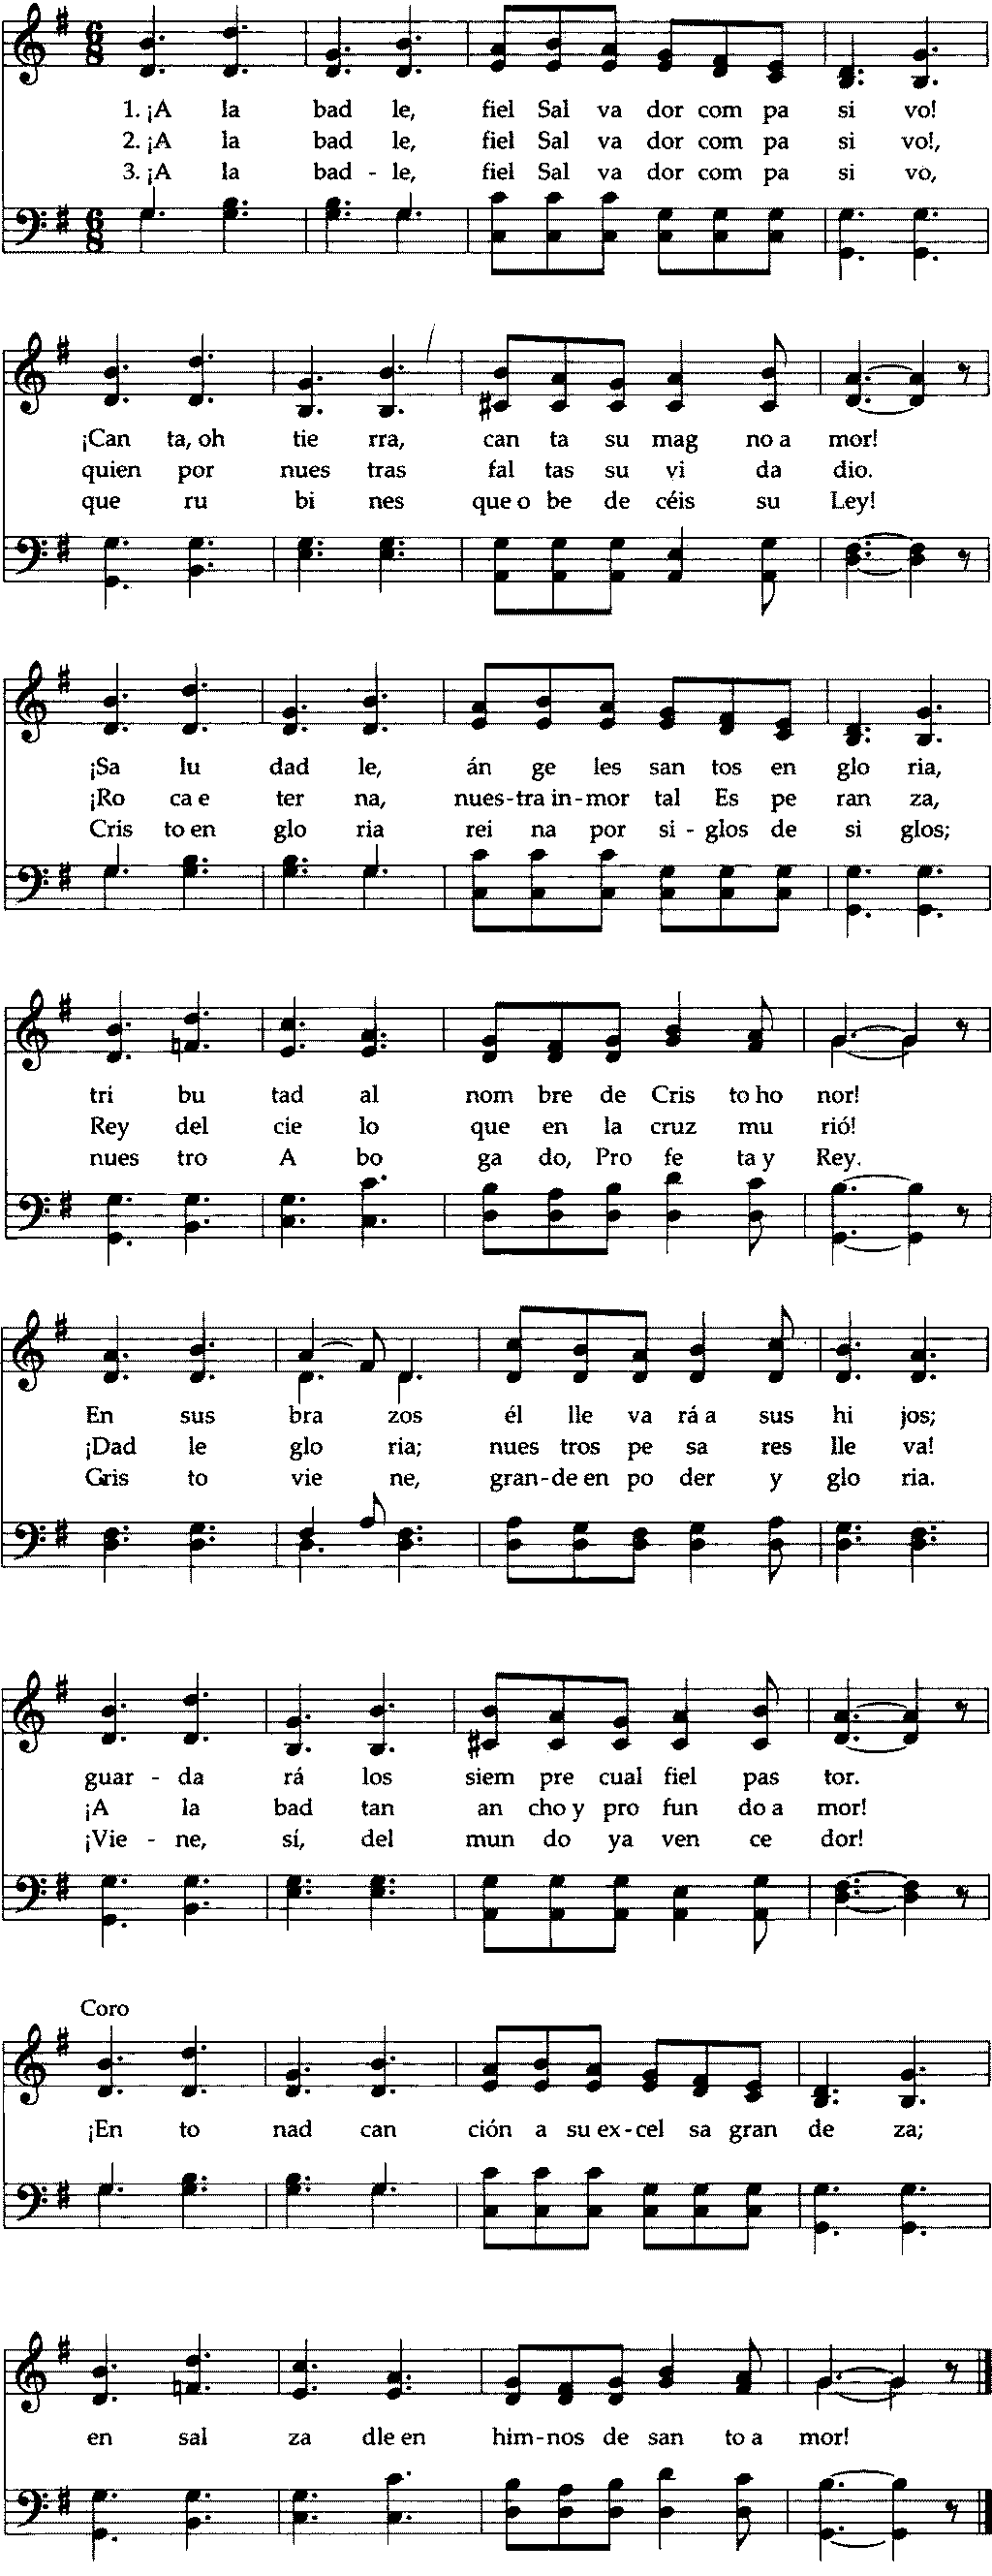 1. ¡A la bad le, fiel Sal va dor com pa si vo!
2. ¡A la bad le, fiel Sal va dor com pa si vo!,
3. ¡A la bad - le, fiel Sal va dor com pa si vo,
¡Can ta, oh tie rra, can ta su mag no a mor!
quien por nues tras fal tas su vi da dio.
que ru bi nes que o be de céis su Ley!
¡Sa lu dad le, án ge les san tos en glo ria,
¡Ro ca e ter na, nues-tra in-mor tal Es pe ran za,
Cris to en glo ria rei na por si - glos de si glos;
tri bu tad al nom bre de Cris to ho nor!
Rey del cie lo que en la cruz mu rió!
nues tro A bo ga do, Pro fe ta y Rey.
En sus bra zos él lle va rá a sus hi jos;
¡Dad le glo ria; nues tros pe sa res lle va!
Cris to vie ne, gran-de en po der y glo ria.
guar - da rá los siem pre cual fiel pas tor.
¡A la bad tan an cho y pro fun do a mor!
¡Vie - ne, sí, del mun do ya ven ce dor!
Coro
¡En to nad can ción a su ex-cel sa gran de za;
en sal za dle en him-nos de san to a mor!